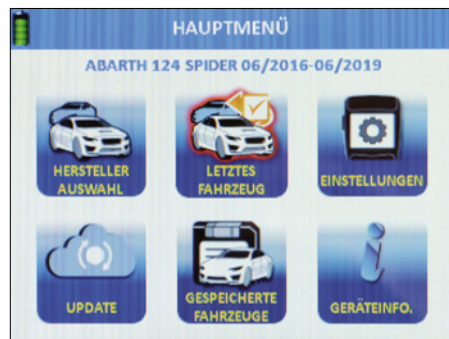 HAUPTMENÜ
ABARTH 124 SPIDER 06/2016-06/2019
HERSTELLER
AUSWAHL
LETZTES
FAHRZEUG
EINSTELLUNGEN
UPDATE
GESPEICHERTE
FAHRZEUGE
GERÄTEINFO.